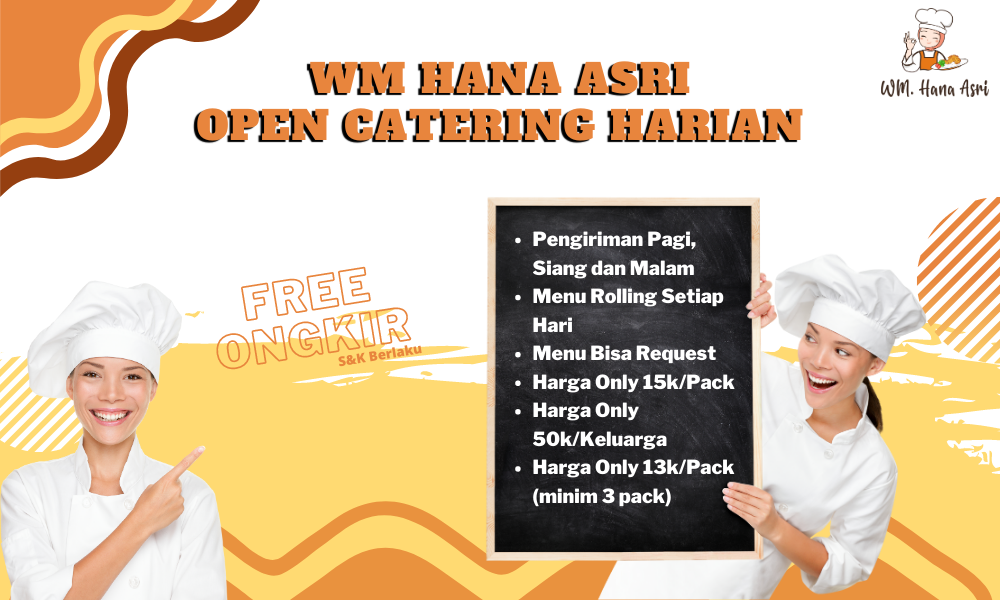 WM. Hana Asri
WM HANA ASRI
OPEN CATERING HARIAN
FREE
ONGKIR
S&K Berlaku
• Pengiriman Pagi,
Siang dan Malam
• Menu Rolling Setiap
Hari
• Menu Bisa Request
• Harga Only 15k/Pack
• Harga Only
50k/Keluarga
• Harga Only 13k/Pack
(minim 3 pack)